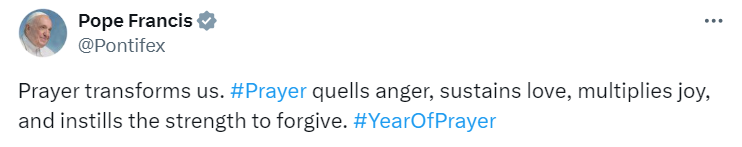 Pope Francis
@Pontifex
Prayer transforms us. #Prayer quells anger, sustains love, multiplies joy,
and instills the strength to forgive. #YearOfPrayer